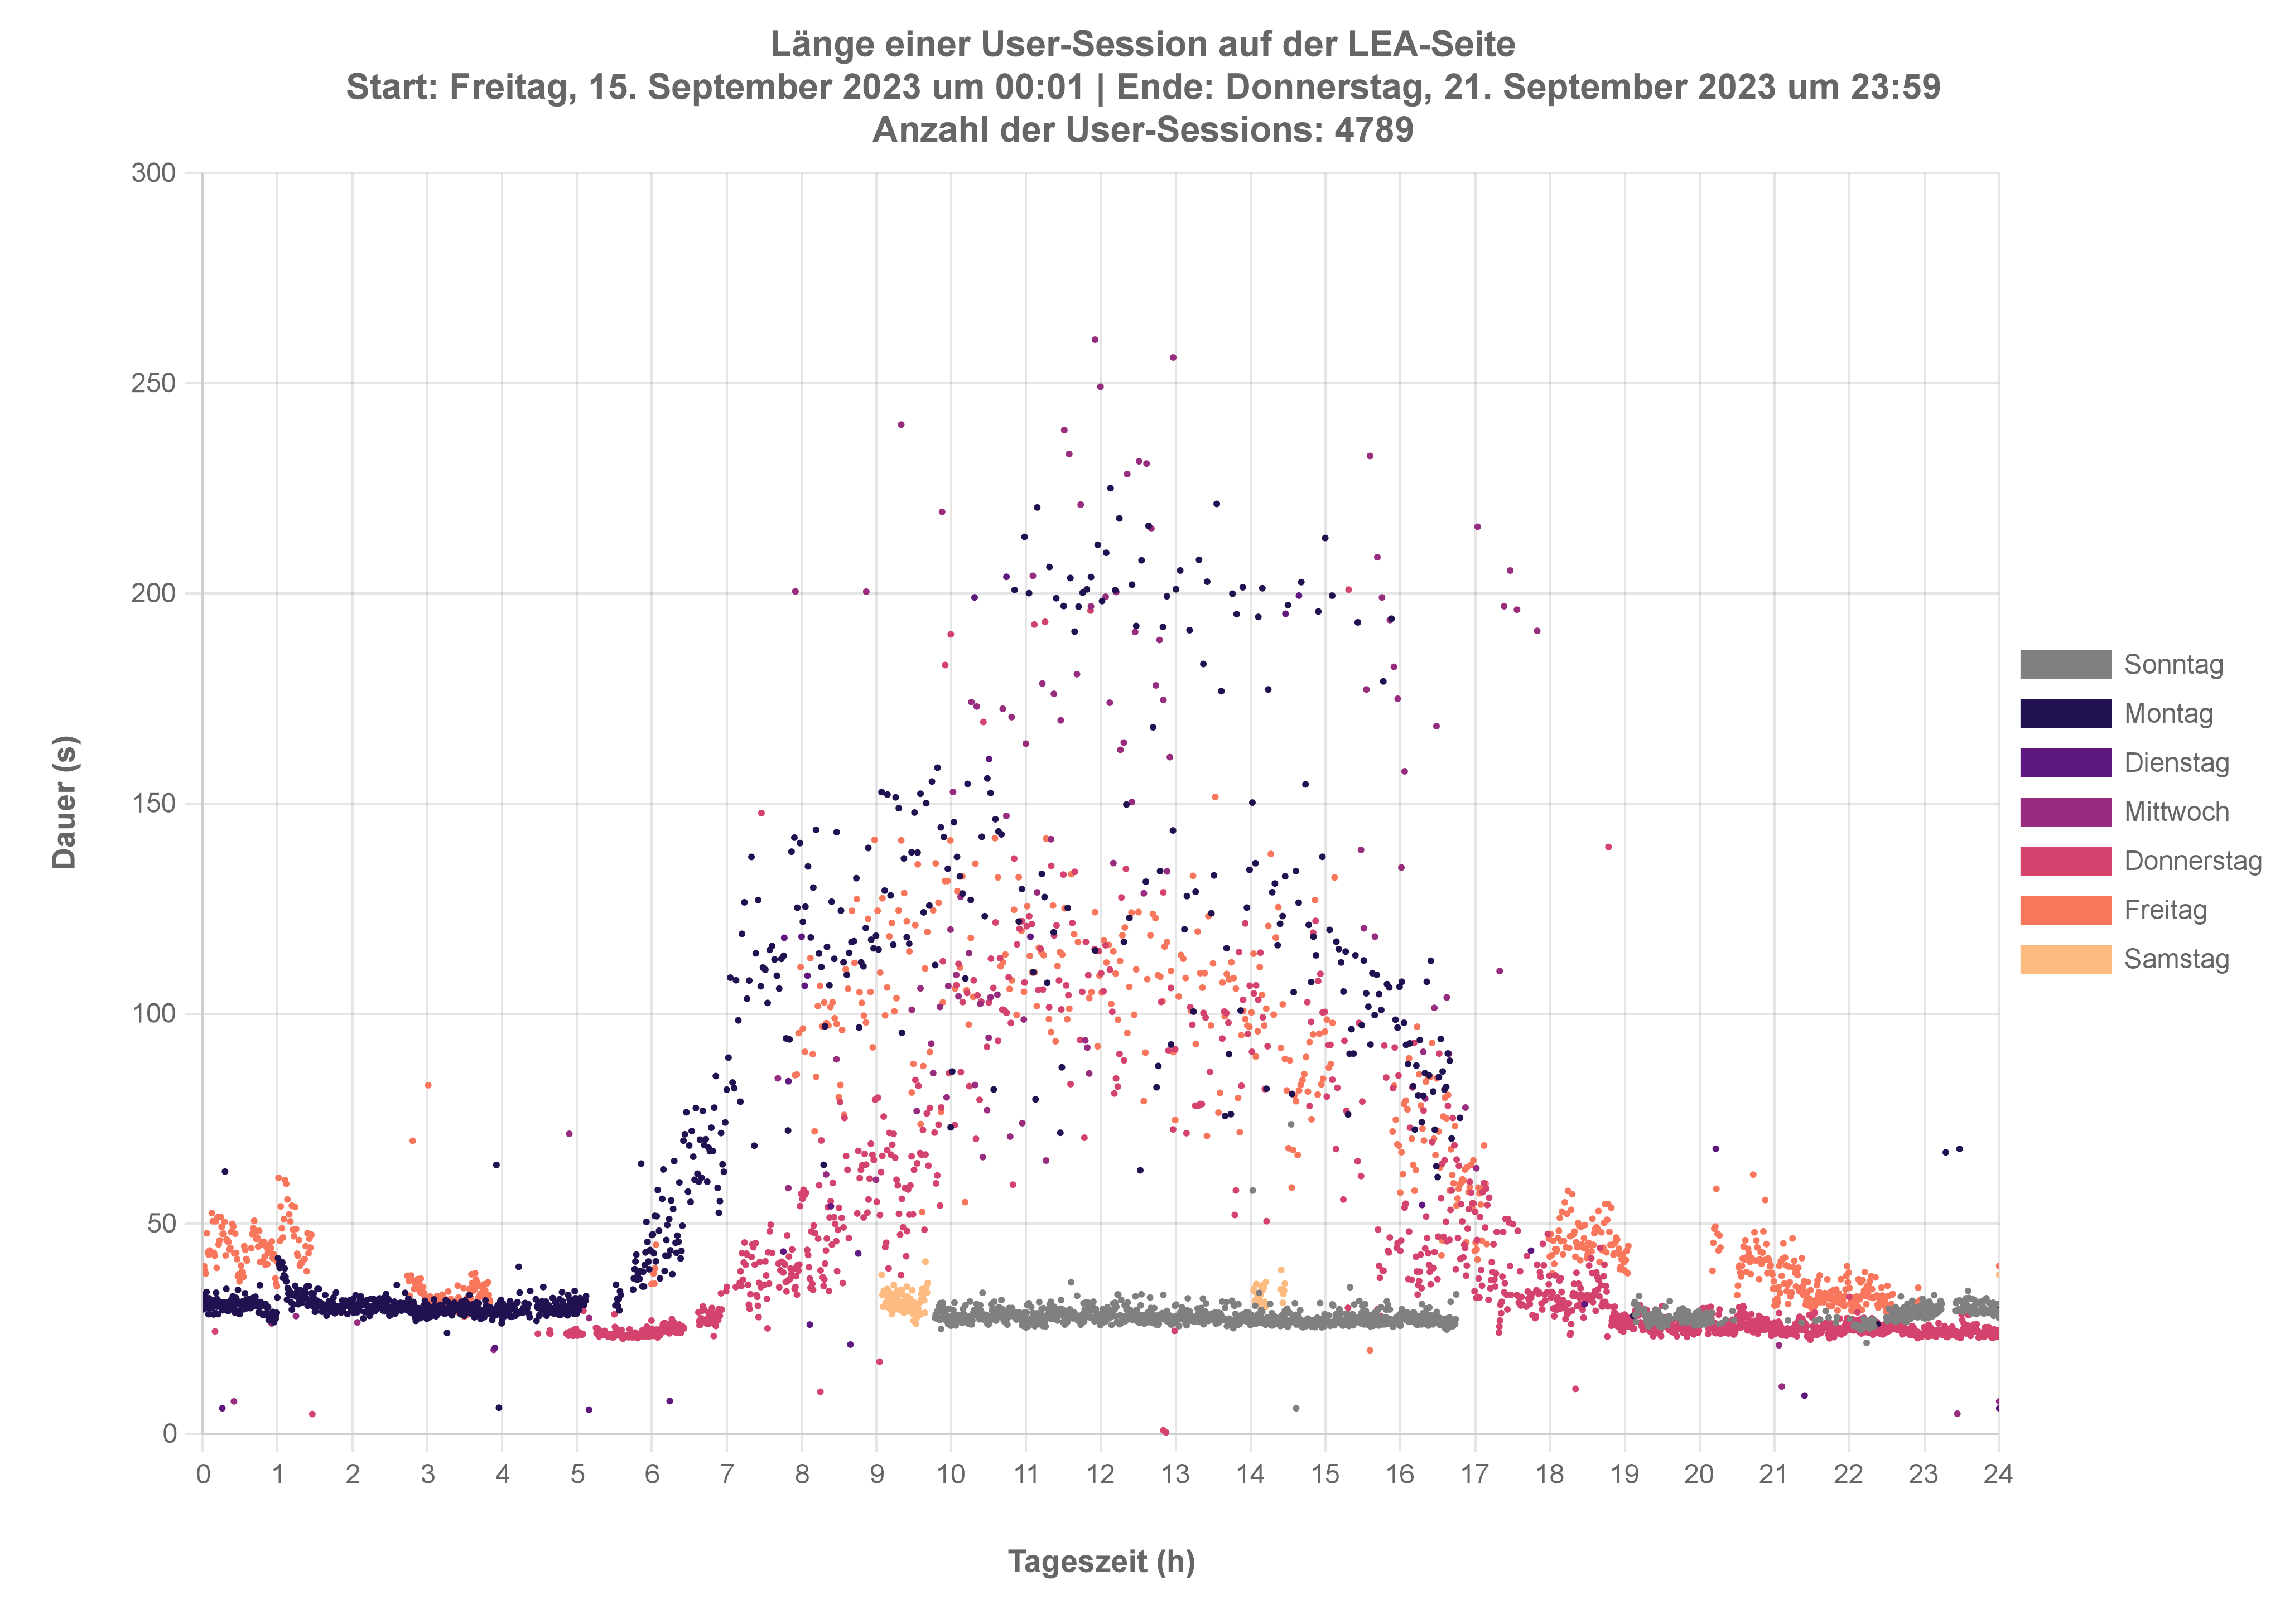 Länge einer User-Session auf der LEA-Seite
Start: Freitag, 15. September 2023 um 00:01 | Ende: Donnerstag, 21. September 2023 um 23:59
Anzahl der User-Sessions: 4789
300
250
200
150
100
50
0
Dauer (s)
0 1 2 3 4 5 6 7 8 9 10 11 12 13 14 15 16 17 18 19 20 21 22 23 24
Tageszeit (h)
Sonntag
Montag
Dienstag
Mittwoch
Donnerstag
Freitag
Samstag